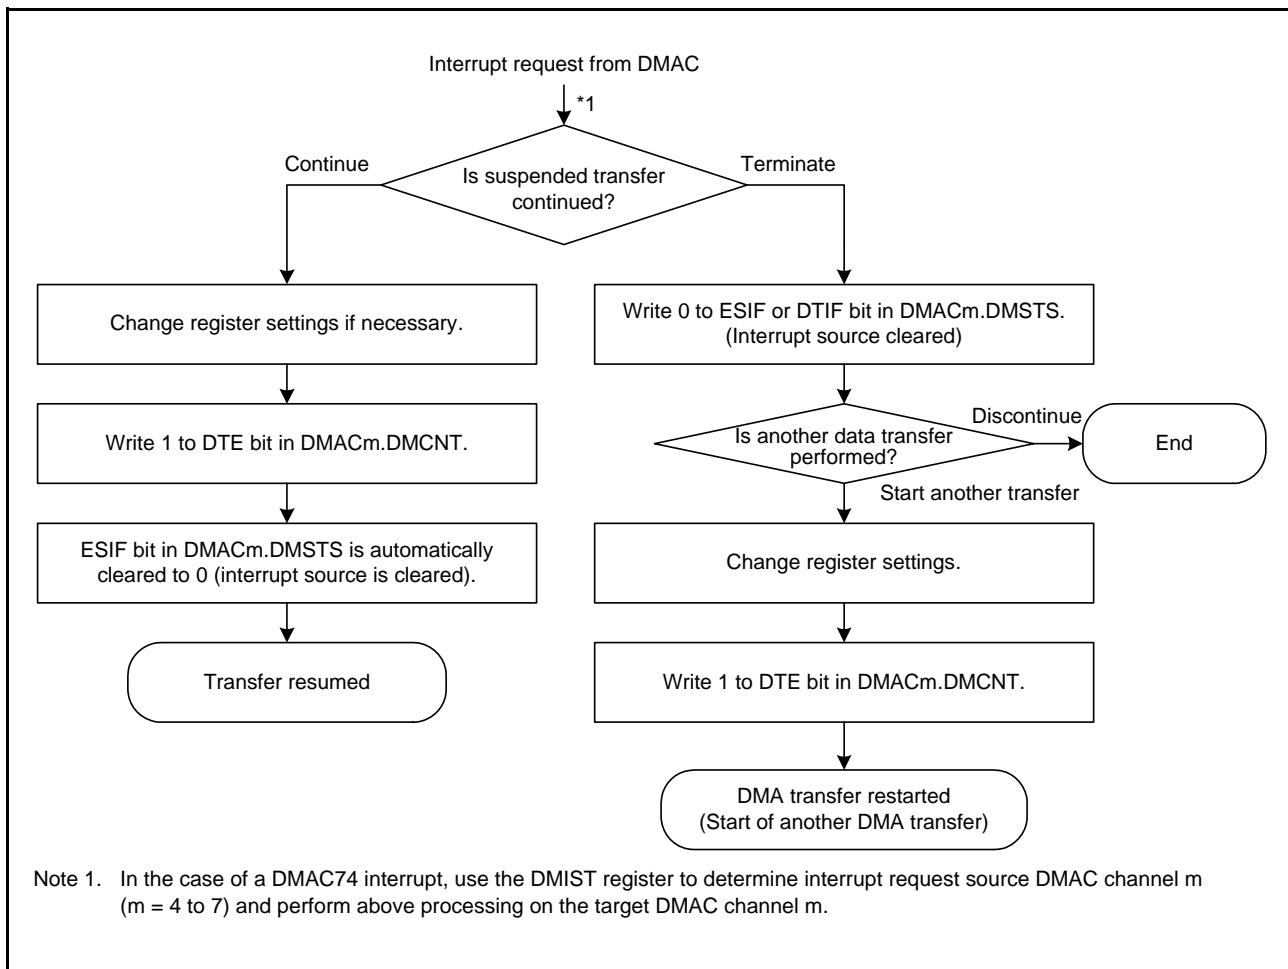 Interrupt request from DMAC
*1
Continue
Terminate
Is suspended transfer
continued?
Change register settings if necessary.
Write 1 to DTE bit in DMACm.DMCNT.
ESIF bit in DMACm.DMSTS is automatically
cleared to 0 (interrupt source is cleared).
Transfer resumed
Write 0 to ESIF or DTIF bit in DMACm.DMSTS.
(Interrupt source cleared)
Is another data transfer
performed?
Discontinue
End
Start another transfer
Change register settings.
Write 1 to DTE bit in DMACm.DMCNT.
DMA transfer restarted
(Start of another DMA transfer)
Note 1. In the case of a DMAC74 interrupt, use the DMIST register to determine interrupt request source DMAC channel m
(m = 4 to 7) and perform above processing on the target DMAC channel m.